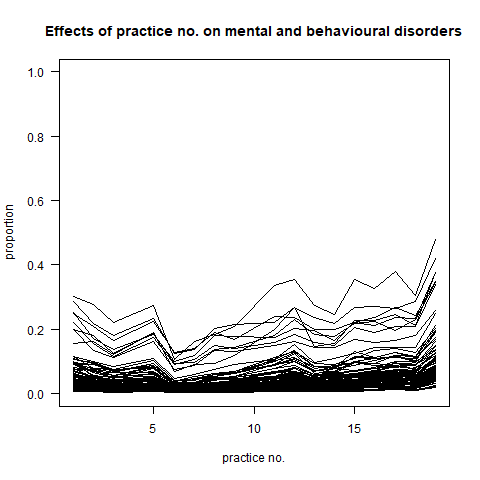 Effects of practice no. on mental and behavioural disorders
1.0
0.8
0.6
0.4
0.2
0.0
proportion
5 10 15
practice no.